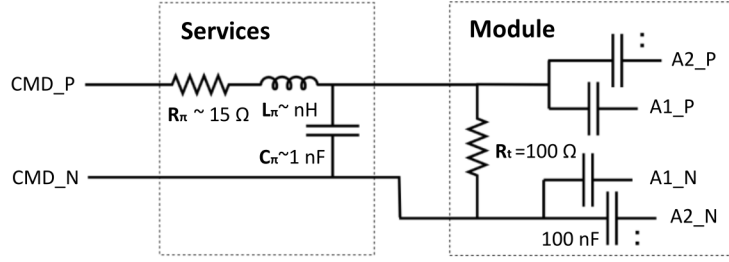 Services
Module
CMD_P
A2_P
Rπ ~ 15 Ω
Lπ~ nH
A1_P
Cπ~1 nF
Rt=100 Ω
CMD_N
A1_N
A2_N
100 nF